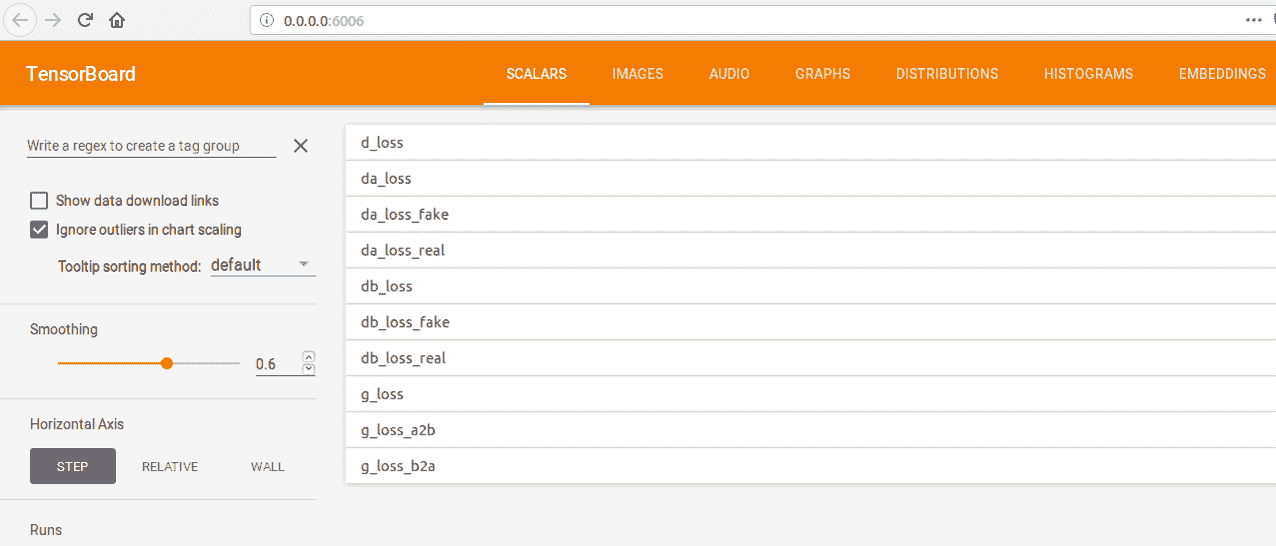 0.0.0.0:6006
TensorBoard SCALARS IMAGES AUDIO GRAPHS DISTRIBUTIONS HISTOGRAMS EMBEDDINGS
Write a regex to create a tag group
Show data download links
Ignore outliers in chart scaling
Tooltip sorting method: default
Smoothing
0.6
Horizontal Axis
STEP RELATIVE WALL
Runs
d_loss
da_loss
da_loss_fake
da_loss_real
db_loss
db_loss_fake
db_loss_real
g_loss
g_loss_a2b
g_loss_b2a